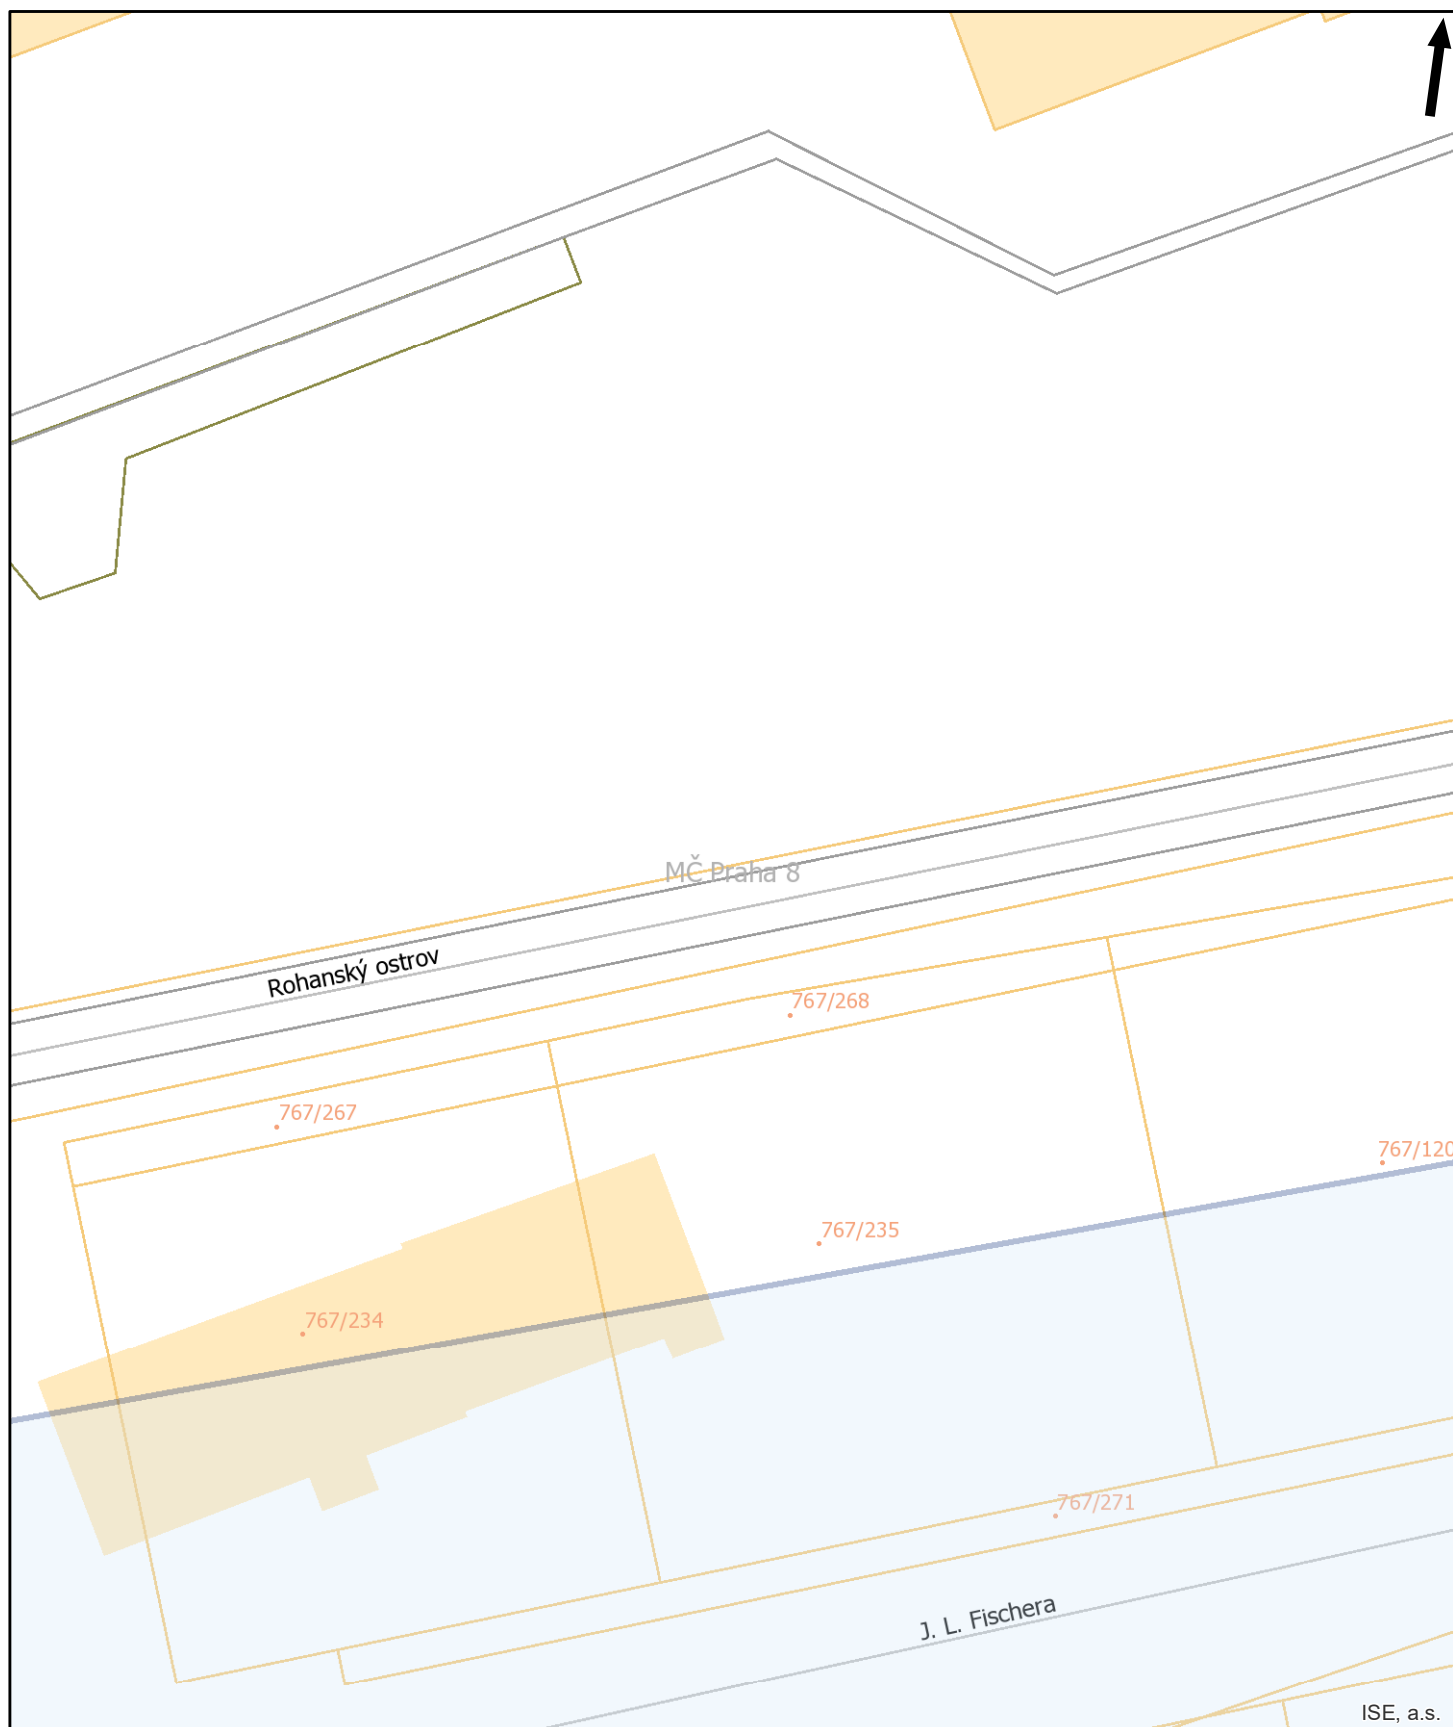 MČ Praha 8
Rohanský ostrov
767/268
767/267
767/120
767/235
767/234
767/271
J. L. Fischera
ISE, a.s.